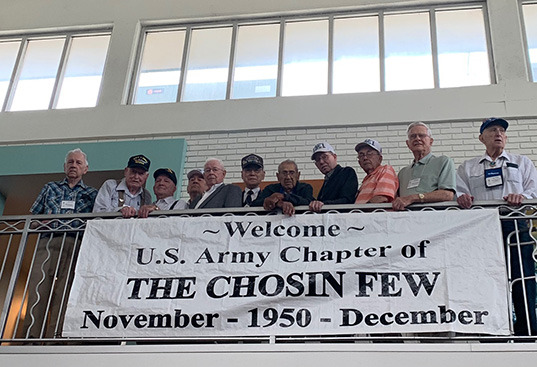 ~Welcome~
U.S. Army Chapter of
THE CHOSIN FEW
November - 1950 - December